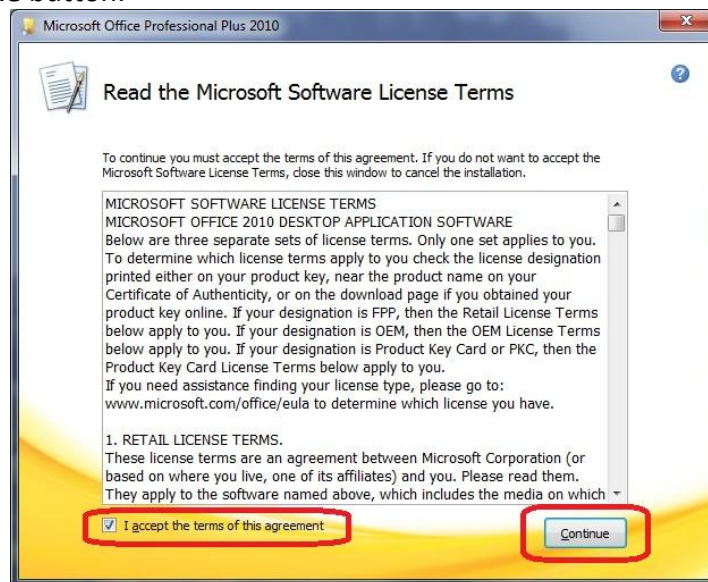 button.
Microsoft Office Professional Plus 2010
Read the Microsoft Software License Terms
To continue you must accept the terms of this agreement. If you do not want to accept the
Microsoft Software License Terms, close this window to cancel the installation.
MICROSOFT SOFTWARE LICENSE TERMS
MICROSOFT OFFICE 2010 DESKTOP APPLICATION SOFTWARE
Below are three separate sets of license terms. Only one set applies to you.
To determine which license terms apply to you check the license designation
printed either on your product key, near the product name on your
Certificate of Authenticity, or on the download page if you obtained your
product key online. If your designation is FPP, then the Retail License Terms
below apply to you. If your designation is OEM, then the OEM License Terms
below apply to you. If your designation is Product Key Card or PKC, then the
Product Key Card License Terms below apply to you.
If you need assistance finding your license type, please go to:
www.microsoft.com/office/eula to determine which license you have.
1. RETAIL LICENSE TERMS.
These license terms are an agreement between Microsoft Corporation (or
based on where you live, one of its affiliates) and you. Please read them.
They apply to the software named above, which includes the media on which
I accept the terms of this agreement
Continue